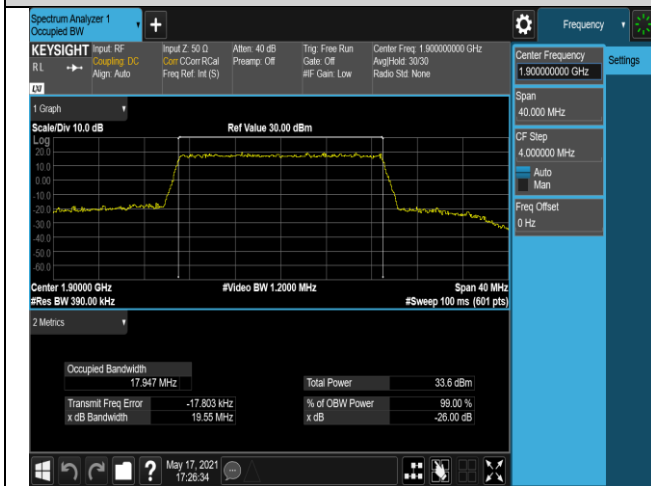 Spectrum Analyzer 1
Occupied BW
Frequency
KEYSIGHT
RL
LXI
Input: RF
Coupling: DC
Align: Auto
Input Z: 50 Ω
Corr CCorr RCal
Freq Ref: Int (S)
Atten: 40 dB
Preamp: Off
Trig: Free Run
Gate: Off
#IF Gain: Low
Center Freq: 1.900000000 GHz
Avg|Hold: 30/30
Radio Std: None
Center Frequency
1.900000000 GHz
Settings
Span
40.000 MHz
CF Step
4.000000 MHz
Auto
Man
Freq Offset
0 Hz
1 Graph
Scale/Div 10.0 dB
Ref Value 30.00 dBm
Log
20.0
10.0
0.00
-10.0
-20.0
-30.0
-40.0
-50.0
-60.0
Center 1.90000 GHz
#Video BW 1.2000 MHz
Span 40 MHz
#Res BW 390.00 kHz
#Sweep 100 ms (601 pts)
2 Metrics
Occupied Bandwidth
17.947 MHz
Total Power
33.6 dBm
Transmit Freq Error
-17.803 kHz
% of OBW Power
99.00 %
x dB Bandwidth
19.55 MHz
x dB
-26.00 dB
?
May 17, 2021
17:26:34